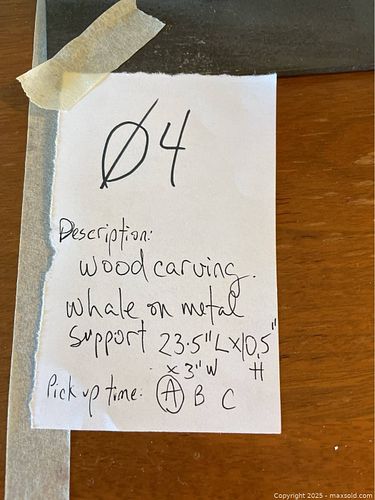 Ø4
Description:
wood carving.
whale on metal
support 23.5"L x 10.5"
x 3"W H
Pick up time: A B C
Copyright 2025 - maxsold.com